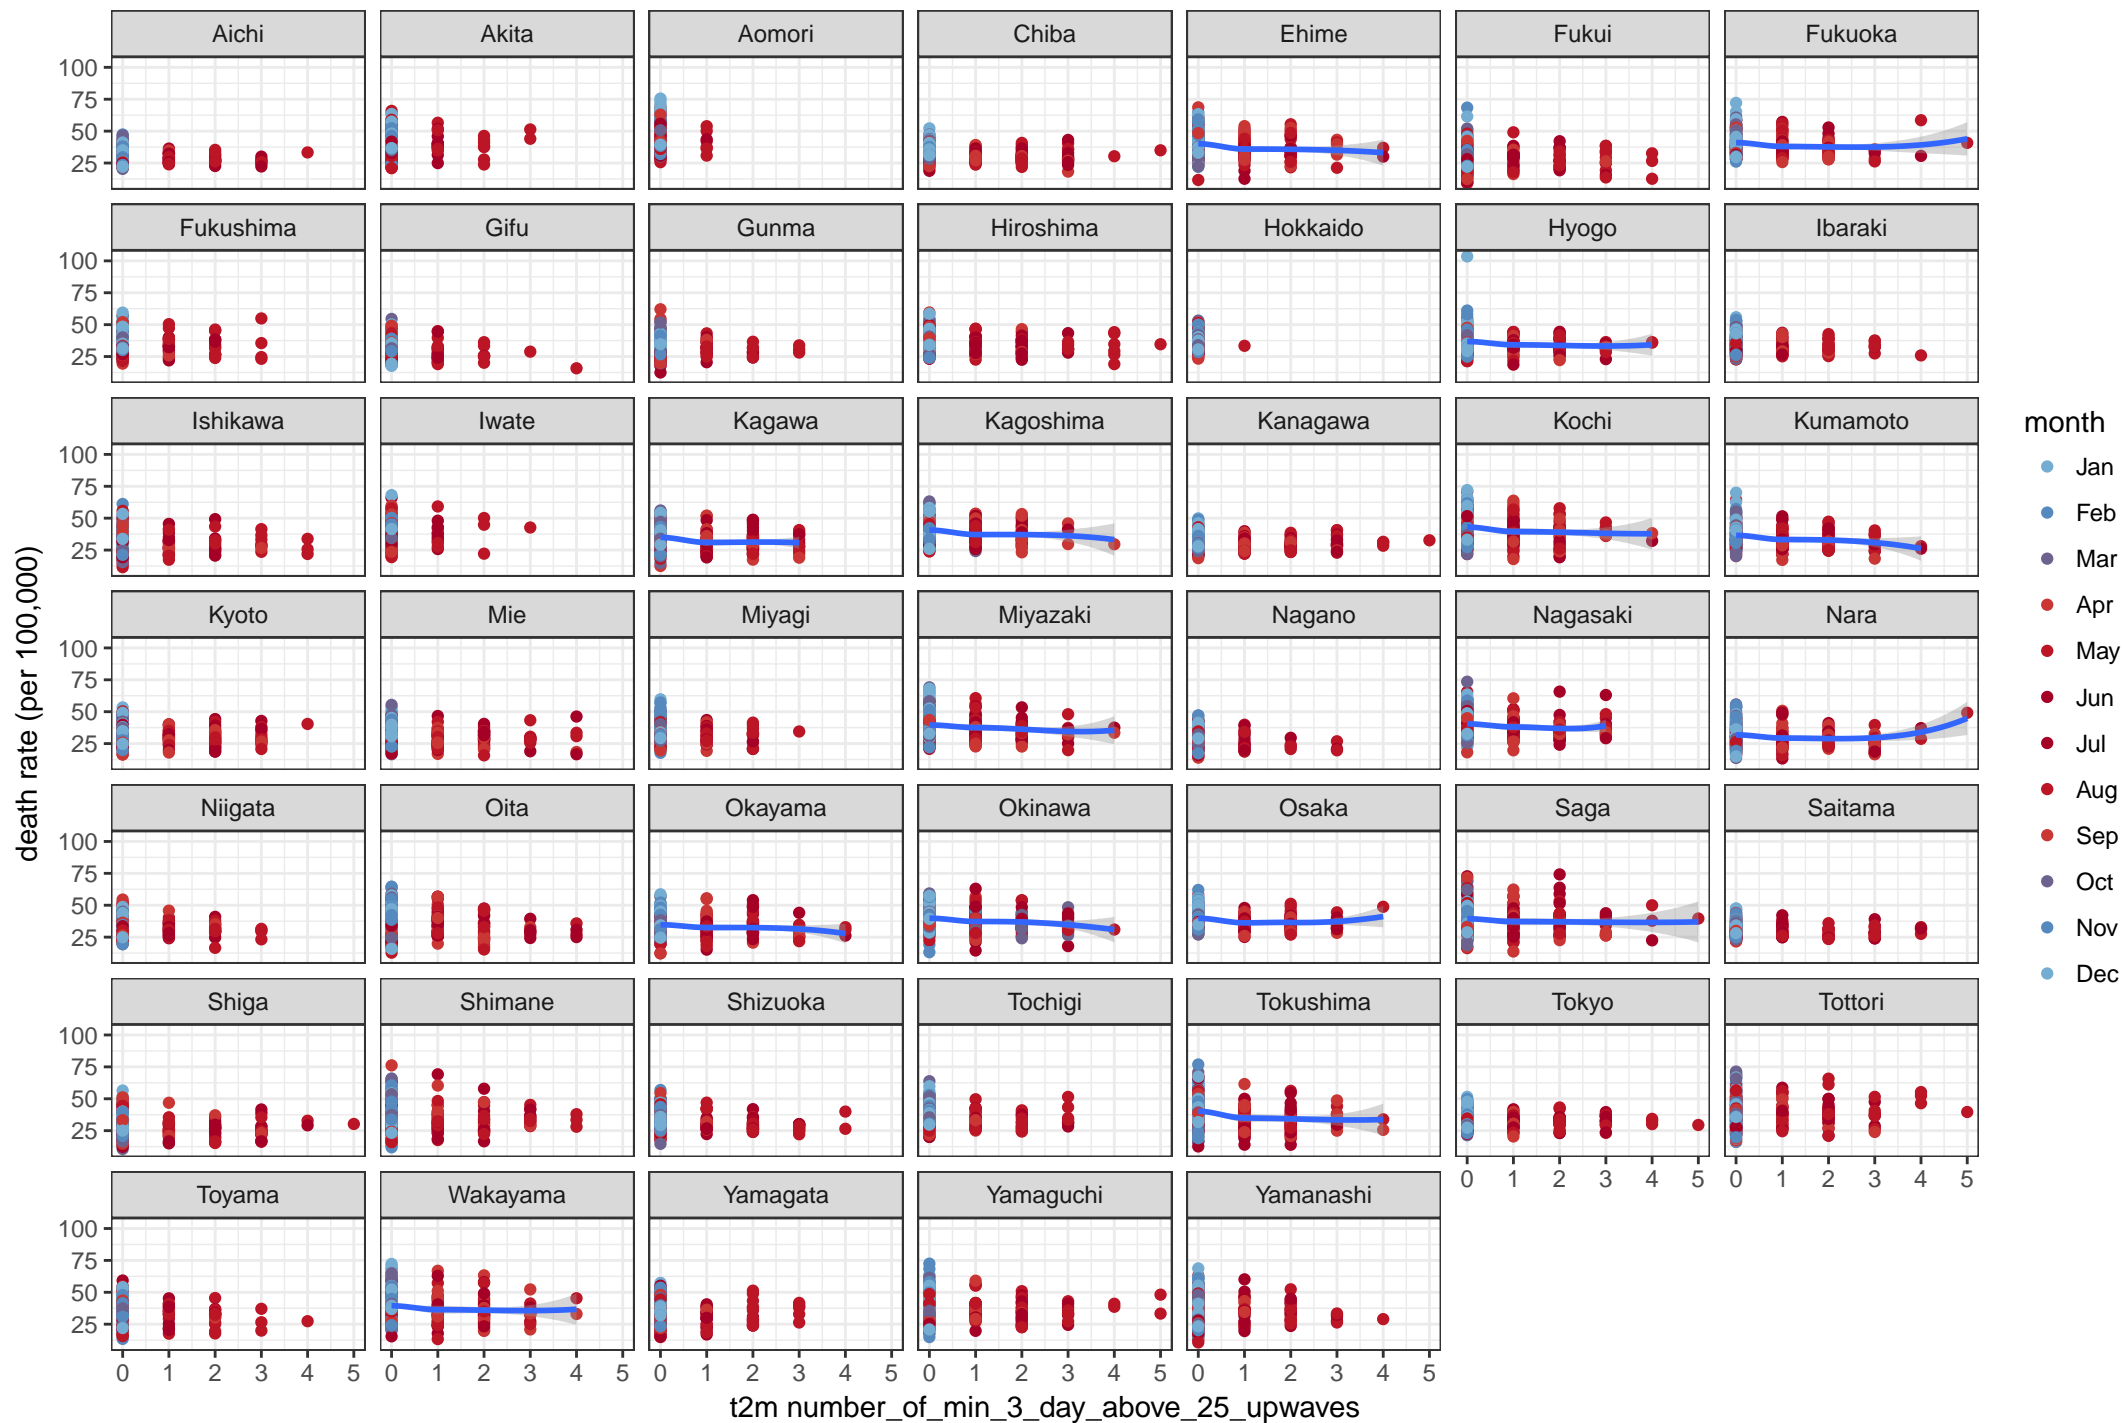 Aichi Akita Aomori Chiba Ehime Fukui Fukuoka
100
75
50
25
Fukushima Gifu Gunma Hiroshima Hokkaido Hyogo Ibaraki
100
75
50
25
Ishikawa Iwate Kagawa Kagoshima Kanagawa Kochi Kumamoto
100
75
50
25
Kyoto Mie Miyagi Miyazaki Nagano Nagasaki Nara
100
75
50
25
Niigata Oita Okayama Okinawa Osaka Saga Saitama
100
75
50
25
Shiga Shimane Shizuoka Tochigi Tokushima Tokyo Tottori
100
75
50
25
0 1 2 3 4 5 0 1 2 3 4 5
Toyama Wakayama Yamagata Yamaguchi Yamanashi
100
75
50
25
0 1 2 3 4 5 0 1 2 3 4 5 0 1 2 3 4 5 0 1 2 3 4 5 0 1 2 3 4 5
t2m number_of_min_3_day_above_25_upwaves
death rate (per 100,000)
month
Jan
Feb
Mar
Apr
May
Jun
Jul
Aug
Sep
Oct
Nov
Dec